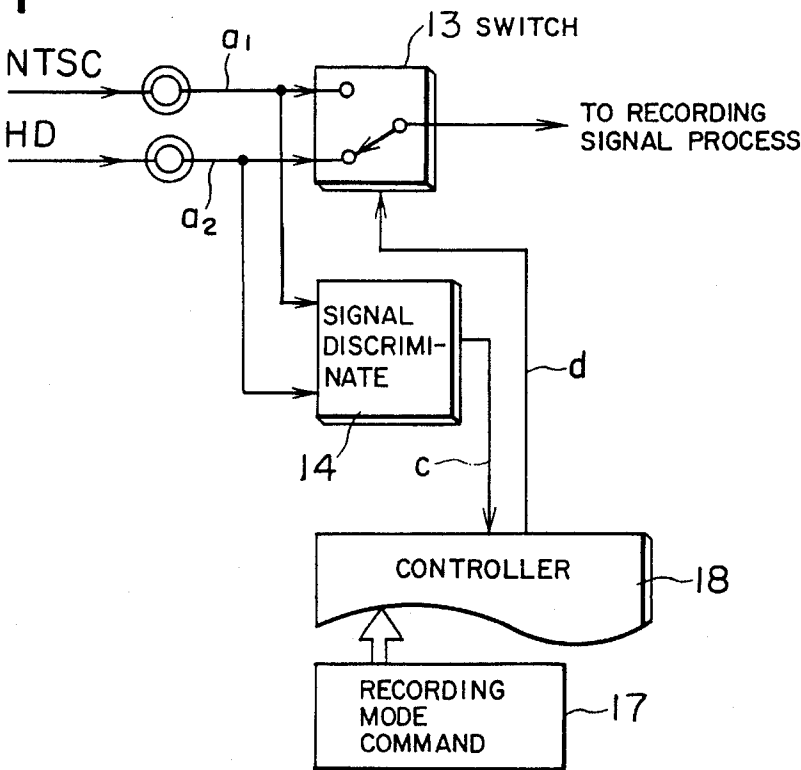 13 SWITCH
a1
NTSC
TO RECORDING
SIGNAL PROCESS
HD
a2
SIGNAL
DISCRIMI-
NATE
d
14
c
CONTROLLER
18
RECORDING
MODE
COMMAND
17